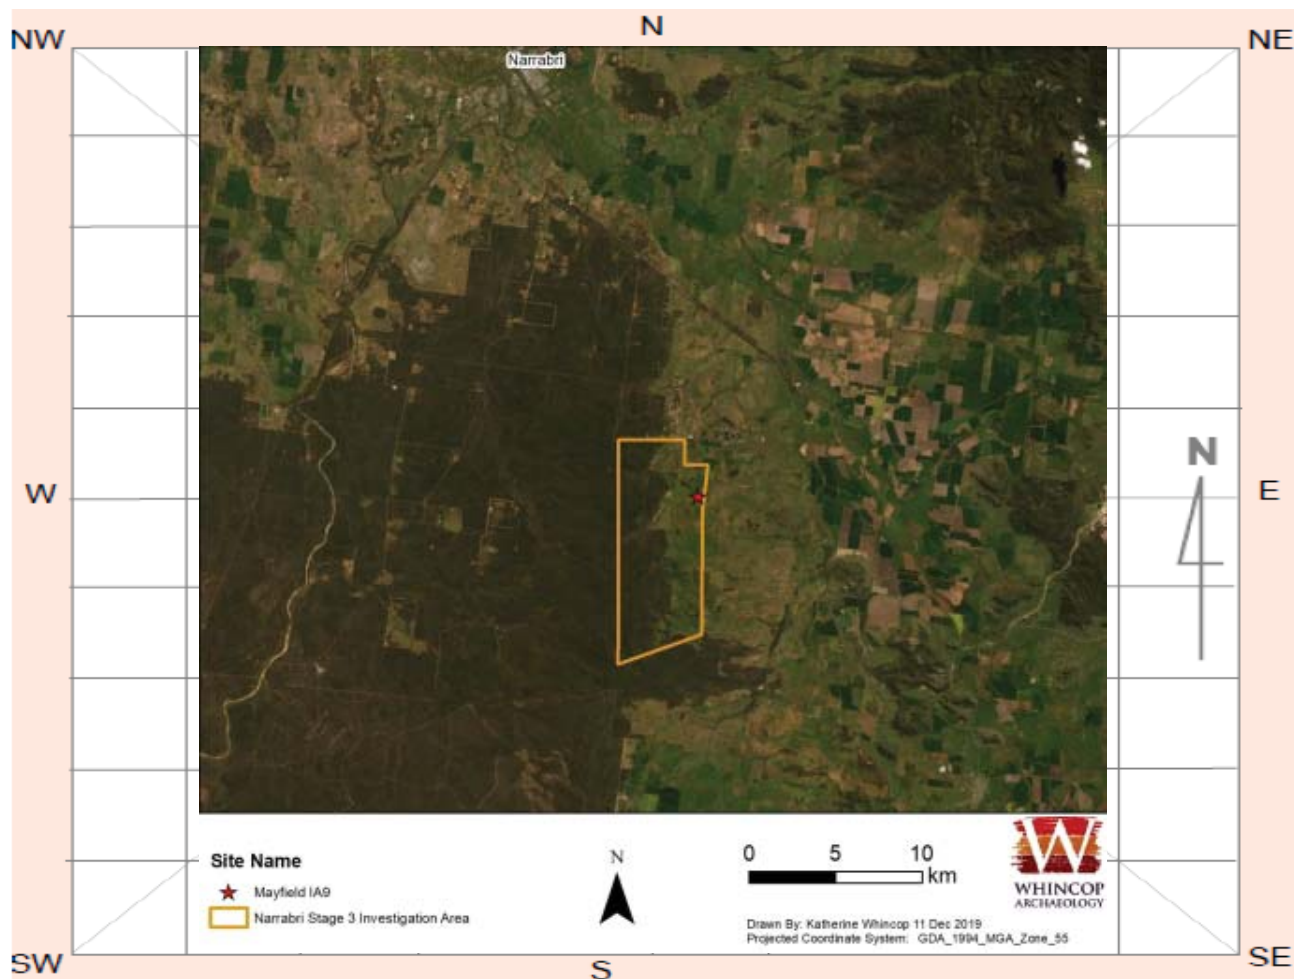 N
NW
NE
Narrabri
N
W
E
Site Name
Mayfield IA9
Narrabri Stage 3 Investigation Area
N
0 5 10
km
W
WHINCOP
ARCHAEOLOGY
Drawn By: Katherine Whincop 11 Dec 2019
Projected Coordinate System: GDA_1994_MGA_Zone_55
SW
S
SE